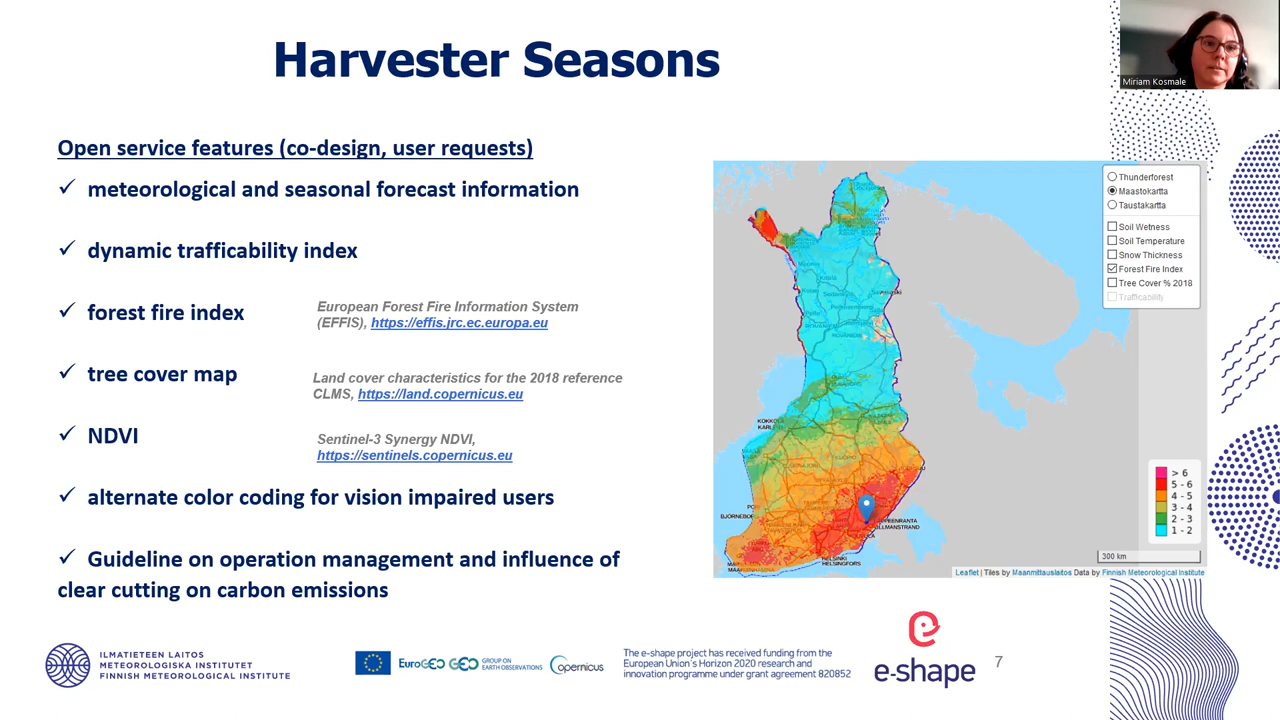 Harvester Seasons
Miriam Kosmale
Open service features (co-design, user requests)
✓ meteorological and seasonal forecast information
✓ dynamic trafficability index
✓ forest fire index
European Forest Fire Information System
(EFFIS), https://effis.jrc.ec.europa.eu
✓ tree cover map
Land cover characteristics for the 2018 reference
CLMS, https://land.copernicus.eu
✓ NDVI
Sentinel-3 Synergy NDVI,
https://sentinels.copernicus.eu
✓ alternate color coding for vision impaired users
✓ Guideline on operation management and influence of
clear cutting on carbon emissions
Thunderforest
Maastokartta
Taustakartta
Soil Wetness
Soil Temperature
Snow Thickness
Forest Fire Index
Tree Cover % 2018
Trafficability
> 6
5 - 6
4 - 5
3 - 4
2 - 3
1 - 2
300 km
BJÖRNEBORG
HELSINKI
HELSINGFORS
Leaflet | Tiles by Maanmittauslaitos Data by Finnish Meteorological Institute
ILMATIETEEN LAITOS
METEOROLOGISKA INSTITUTET
FINNISH METEOROLOGICAL INSTITUTE
EuroGEO
GEO GROUP ON
EARTH OBSERVATIONS
opernicus
The e-shape project has received funding from the
European Union's Horizon 2020 research and
innovation programme under grant agreement 820852
e-shape
7